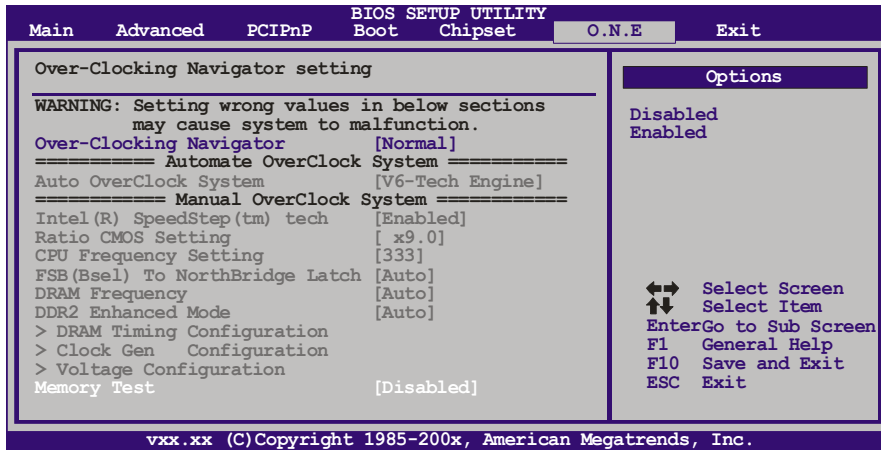 BIOS SETUP UTILITY
Main Advanced PCIPnP Boot Chipset O.N.E Exit
Over-Clocking Navigator setting
WARNING: Setting wrong values in below sections
may cause system to malfunction.
Over-Clocking Navigator [Normal]
=========== Automate OverClock System ===========
Auto OverClock System [V6-Tech Engine]
============ Manual OverClock System ============
Intel(R) SpeedStep(tm) tech [Enabled]
Ratio CMOS Setting [ x9.0]
CPU Frequency Setting [333]
FSB(Bsel) To NorthBridge Latch [Auto]
DRAM Frequency [Auto]
DDR2 Enhanced Mode [Auto]
> DRAM Timing Configuration
> Clock Gen Configuration
> Voltage Configuration
Memory Test [Disabled]
Options
Disabled
Enabled
Select Screen
Select Item
EnterGo to Sub Screen
F1 General Help
F10 Save and Exit
ESC Exit
vxx.xx (C)Copyright 1985-200x, American Megatrends, Inc.